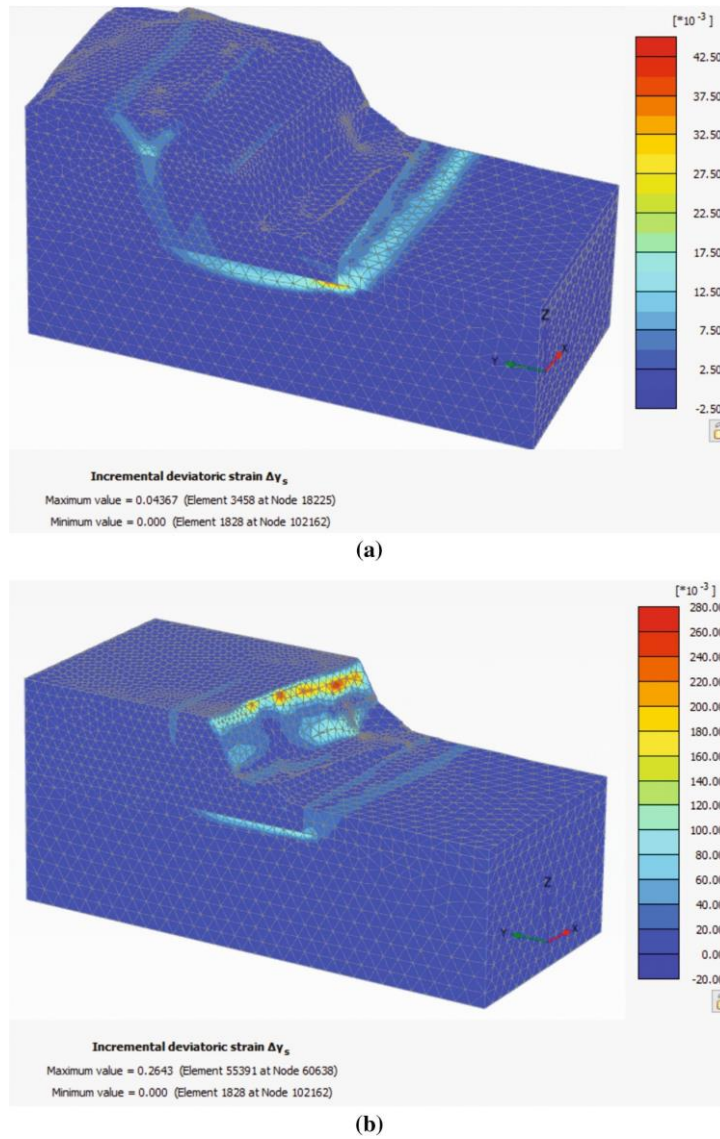 [*10⁻³]
42.50
37.50
32.50
27.50
22.50
17.50
12.50
7.50
2.50
-2.50
Z
Y X
Incremental deviatoric strain Δγs
Maximum value = 0.04367 (Element 3458 at Node 18225)
Minimum value = 0.000 (Element 1828 at Node 102162)
(a)
[*10⁻³]
280.00
260.00
240.00
220.00
200.00
180.00
160.00
140.00
120.00
100.00
80.00
60.00
40.00
20.00
0.00
-20.00
Z
Y X
Incremental deviatoric strain Δγs
Maximum value = 0.2643 (Element 55391 at Node 60638)
Minimum value = 0.000 (Element 1828 at Node 102162)
(b)